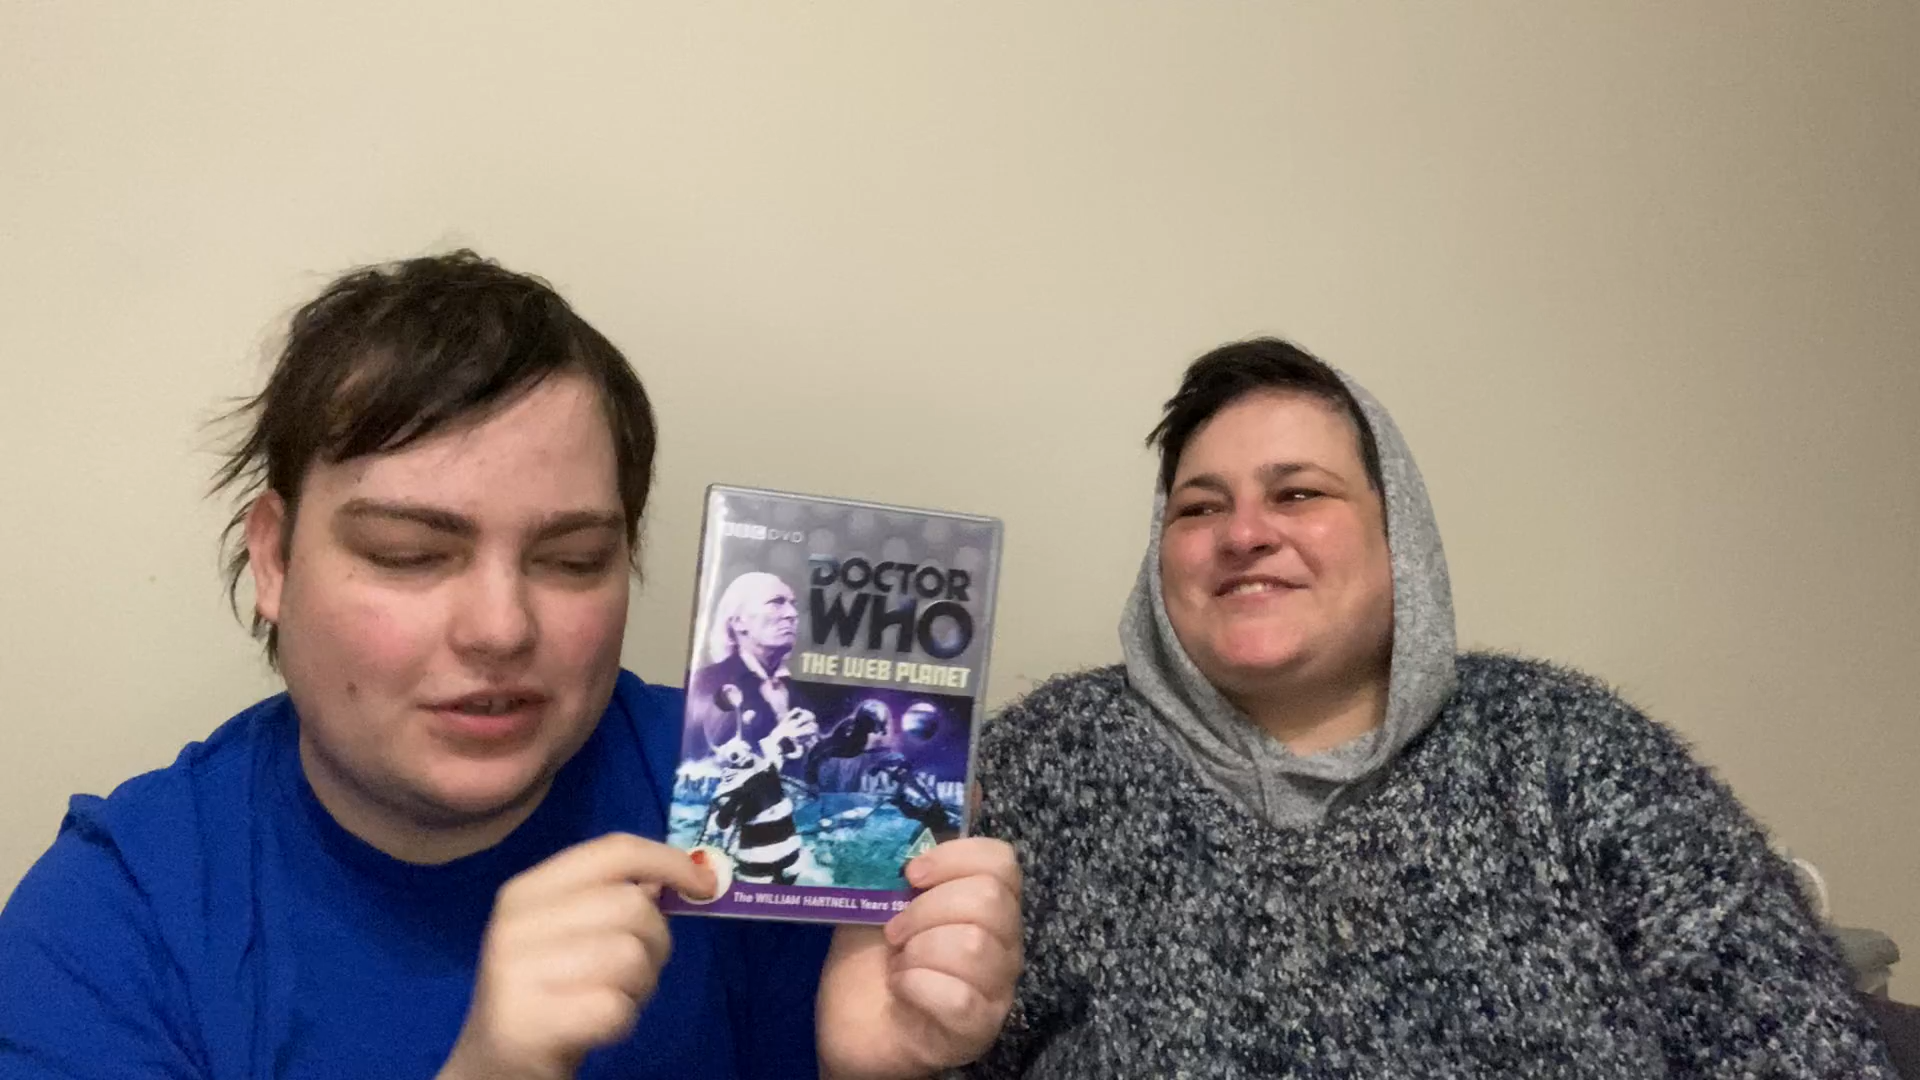 BBC DVD
DOCTOR
WHO
THE WEB PLANET
U
The WILLIAM HARTNELL Years